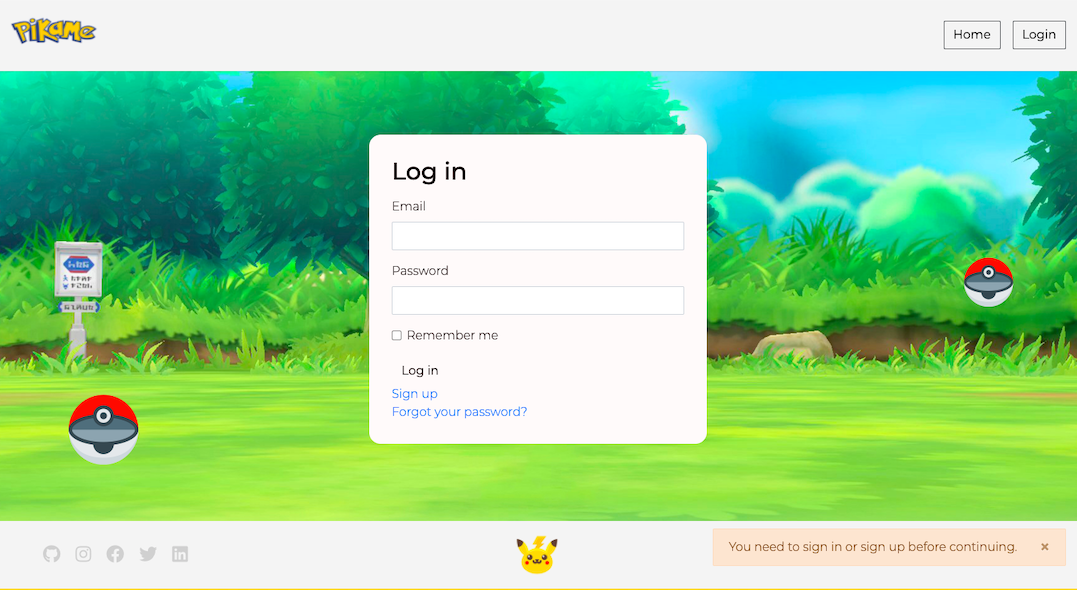 PiKaMe
Home
Login
Log in
Email
Password
Remember me
Log in
Sign up
Forgot your password?
You need to sign in or sign up before continuing.
×